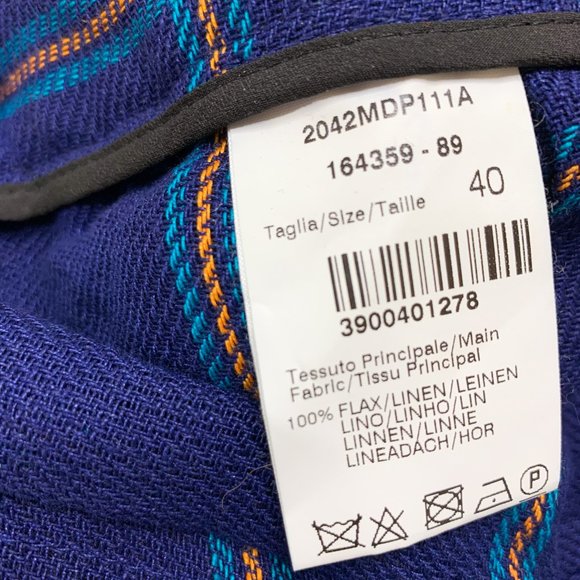 2042MDP111A
164359 - 89
Taglia/Size/Taille 40
3900401278
Tessuto Principale/Main
Fabric/Tissu Principal
100% FLAX/LINEN/LEINEN
LINO/LINHO/LIN
LINNEN/LINNE
LINEADACH/HOR
P